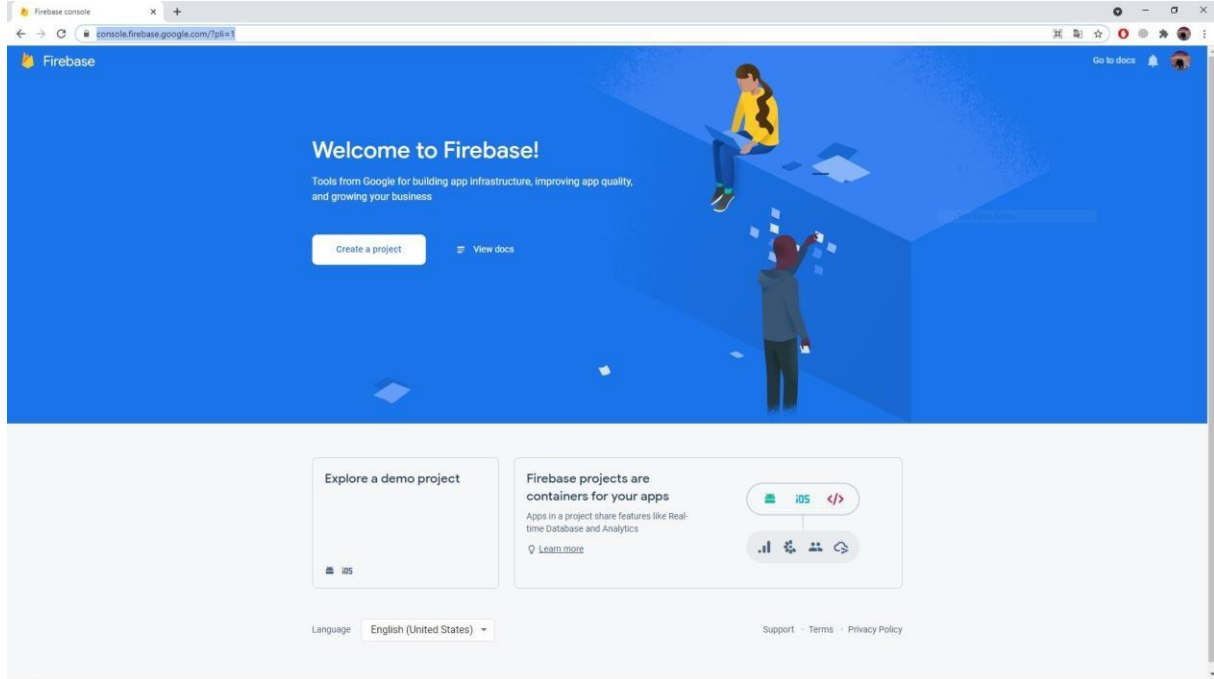 Firebase console
console.firebase.google.com/?pli=1
Firebase
Go to docs
Welcome to Firebase!
Tools from Google for building app infrastructure, improving app quality,
and growing your business
Create a project
View docs
Explore a demo project
iOS
Firebase projects are
containers for your apps
Apps in a project share features like Real-
time Database and Analytics
Learn more
iOS </>
Language
English (United States)
Support · Terms · Privacy Policy